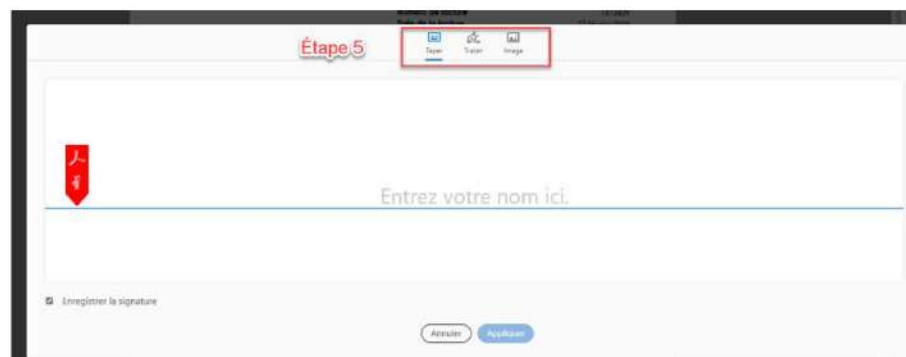 Étape 5
Taper Tracer Image
Entrez votre nom ici.
Enregistrer la signature
Annuler Appliquer